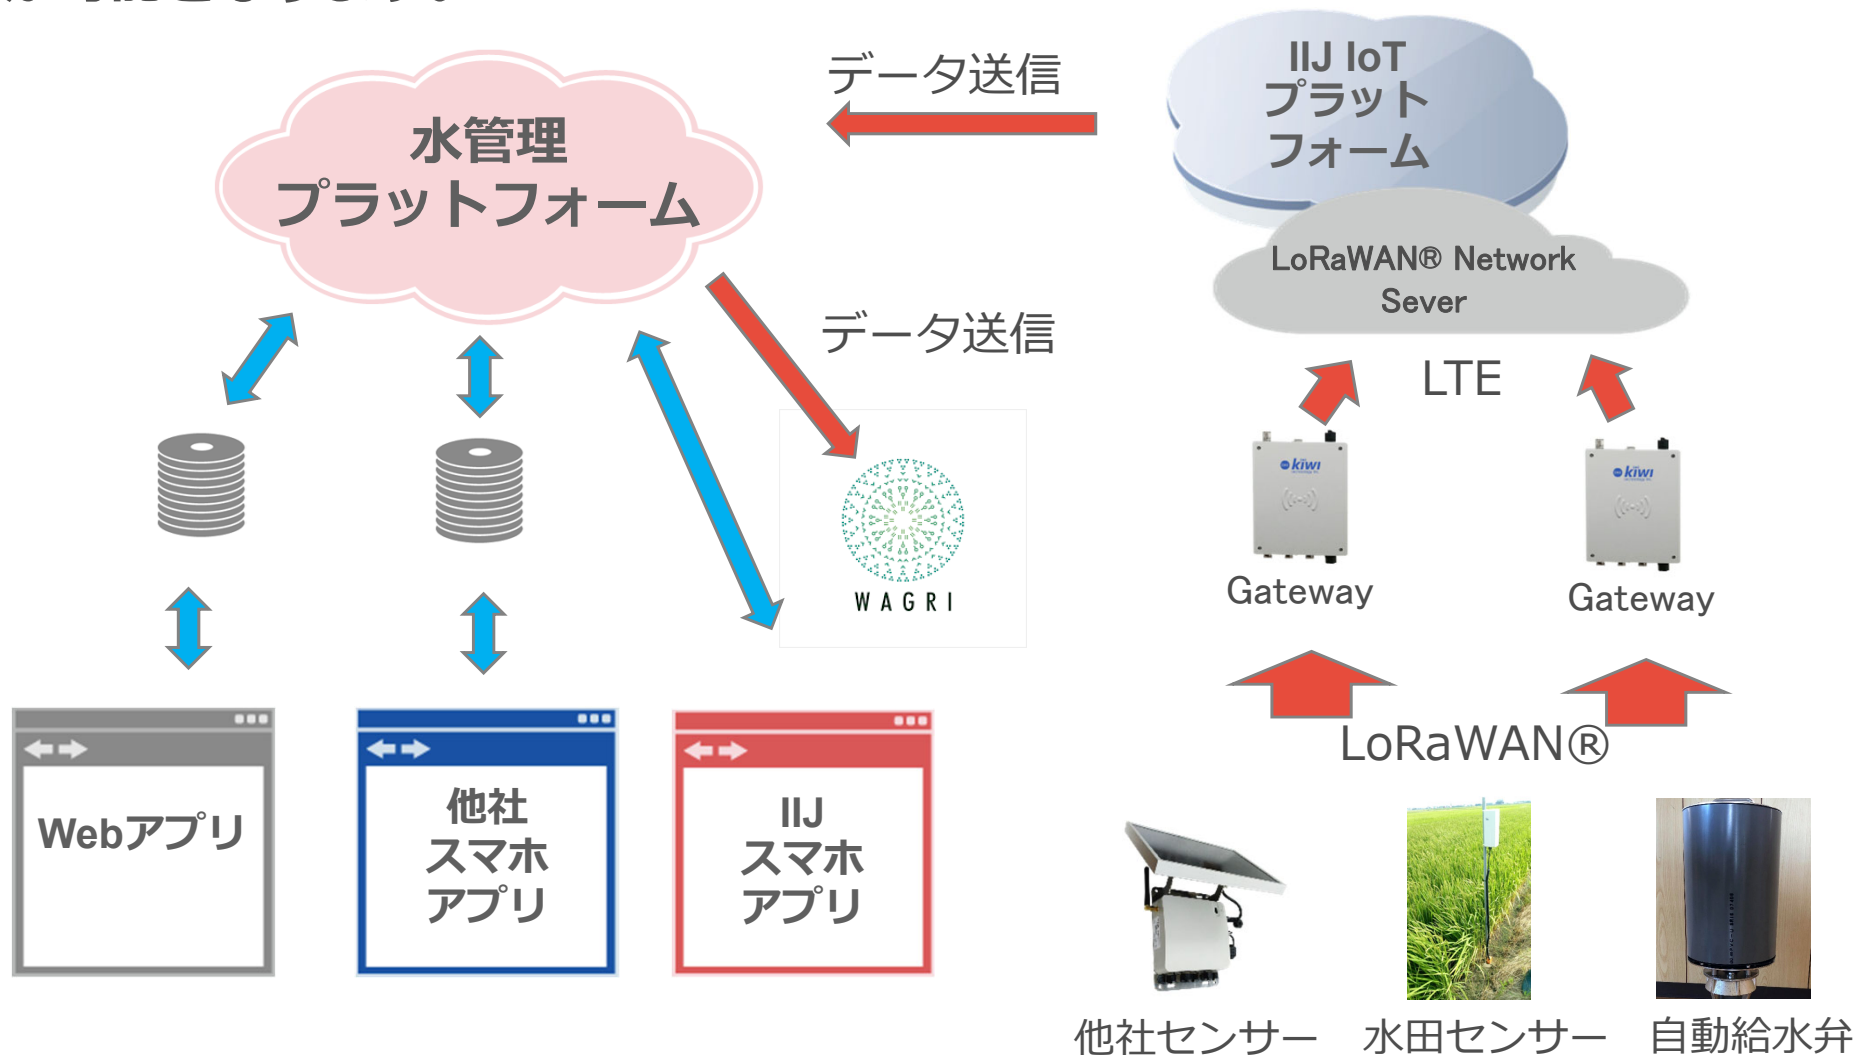 データ送信
IIJ IoT
プラット
フォーム
水管理
プラットフォーム
LoRaWAN® Network
Sever
データ送信
LTE
kiwi
kiwi
WAGRI
Gateway
Gateway
LoRaWAN®
Webアプリ
他社
スマホ
アプリ
IIJ
スマホ
アプリ
他社センサー
水田センサー
自動給水弁